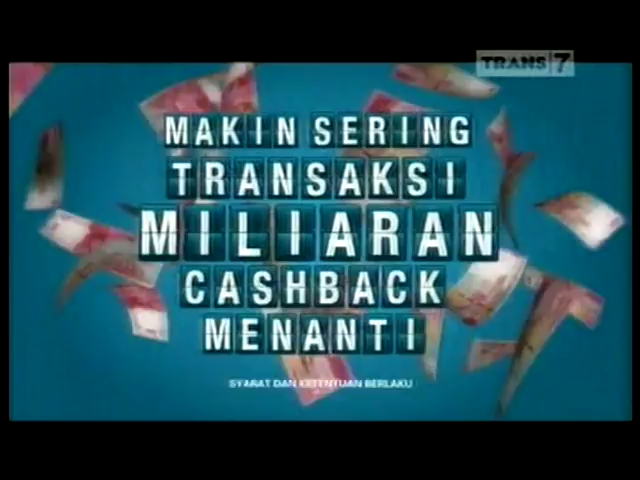 TRANS 7
MAKIN SERING
TRANSAKSI
MILIARAN
CASHBACK
MENANTI
SYARAT DAN KETENTUAN BERLAKU